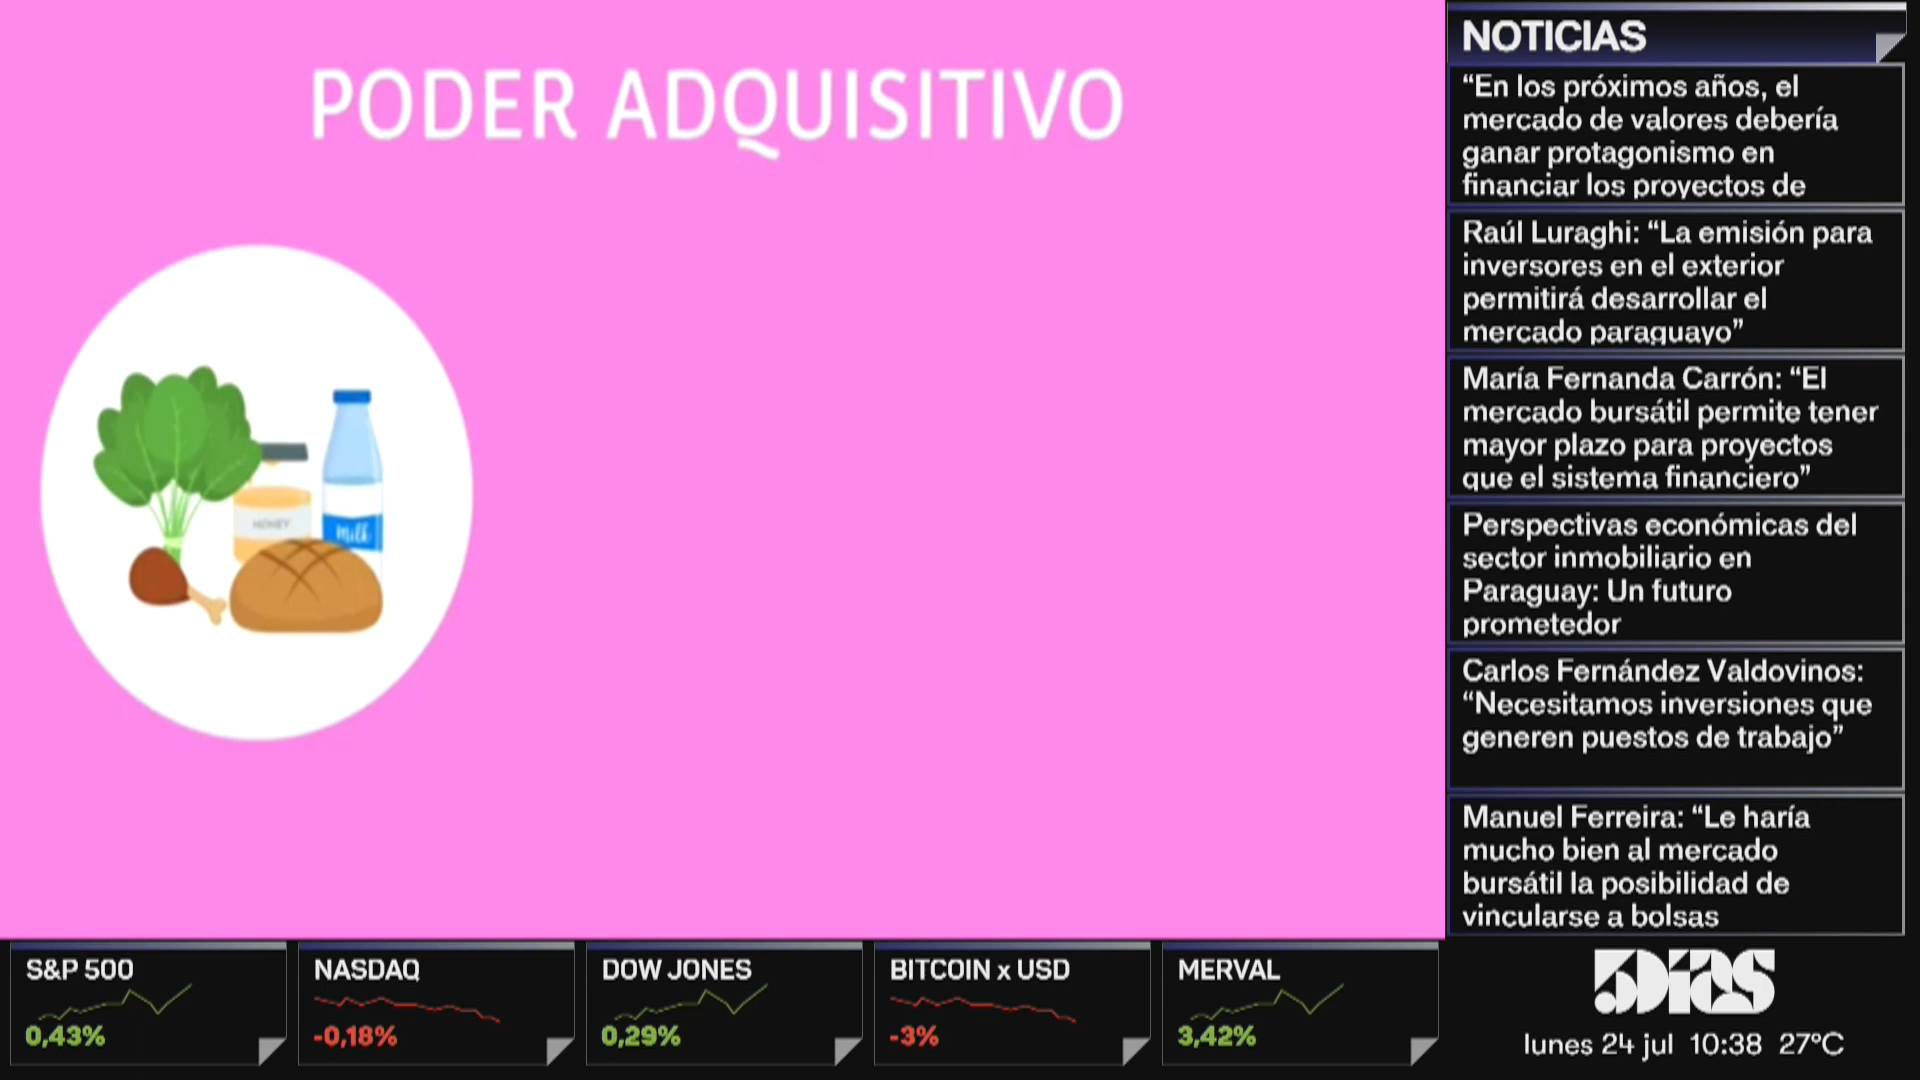 PODER ADQUISITIVO
HONEY
Milk
NOTICIAS
“En los próximos años, el
mercado de valores debería
ganar protagonismo en
financiar los proyectos de
Raúl Luraghi: “La emisión para
inversores en el exterior
permitirá desarrollar el
mercado paraguayo”
María Fernanda Carrón: “El
mercado bursátil permite tener
mayor plazo para proyectos
que el sistema financiero”
Perspectivas económicas del
sector inmobiliario en
Paraguay: Un futuro
prometedor
Carlos Fernández Valdovinos:
“Necesitamos inversiones que
generen puestos de trabajo”
Manuel Ferreira: “Le haría
mucho bien al mercado
bursátil la posibilidad de
vincularse a bolsas
S&P 500
0,43%
NASDAQ
-0,18%
DOW JONES
0,29%
BITCOIN x USD
-3%
MERVAL
3,42%
5Días
lunes 24 jul 10:38 27°C